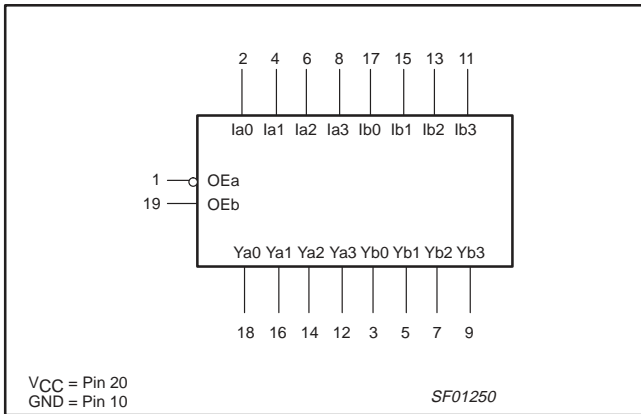 2 4 6 8 17 15 13 11
Ia0 Ia1 Ia2 Ia3 Ib0 Ib1 Ib2 Ib3
1 OEa
19 OEb
Ya0 Ya1 Ya2 Ya3 Yb0 Yb1 Yb2 Yb3
18 16 14 12 3 5 7 9
VCC = Pin 20
GND = Pin 10
SF01250